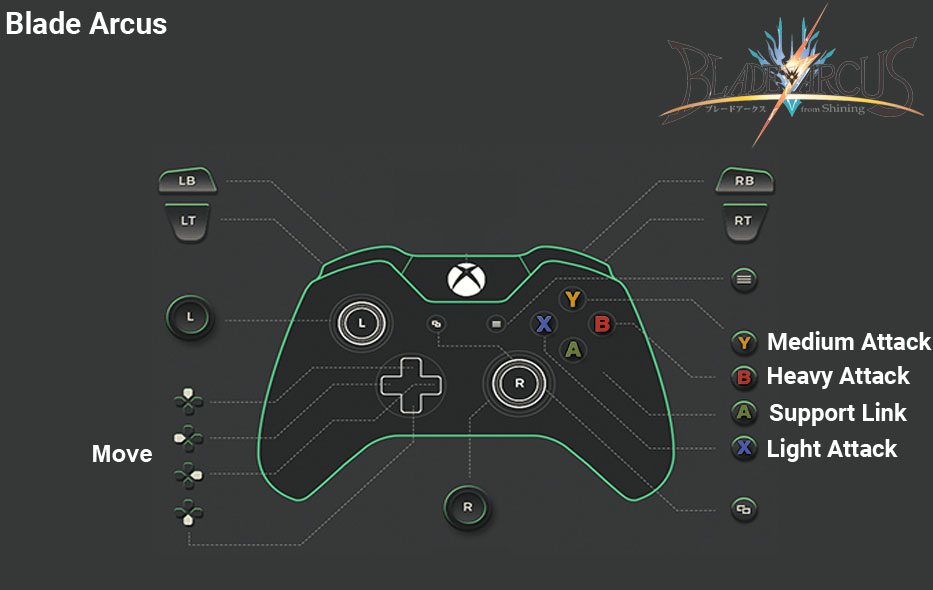 Blade Arcus
BLADE ARCUS
ブレードアークス from Shining
LB
RB
LT
RT
Y
L
L
X
B
A
Y Medium Attack
B Heavy Attack
R
A Support Link
Move
X Light Attack
R